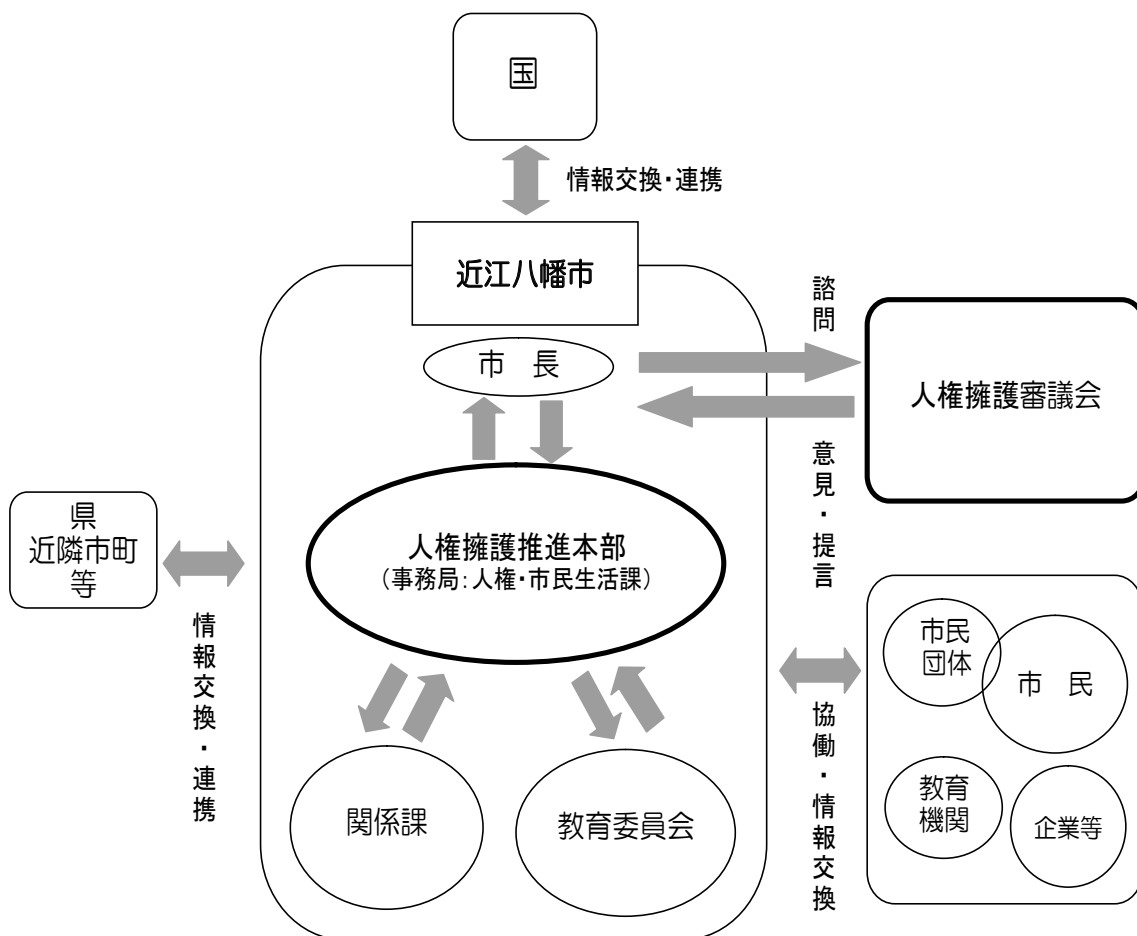 国
情報交換・連携
近江八幡市
市　長
諮問
人権擁護審議会
意見・提言
県
近隣市町
等
情報交換・連携
人権擁護推進本部
（事務局：人権・市民生活課）
関係課
教育委員会
協働・情報交換
市民
団体
市　民
教育
機関
企業等